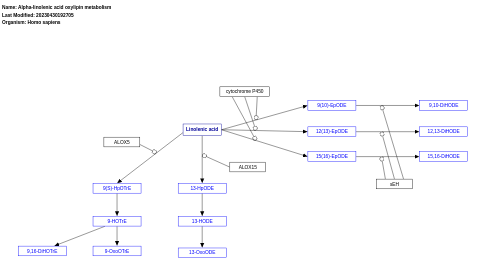 Name: Alpha-linolenic acid oxylipin metabolism
Last Modified: 20230430192705
Organism: Homo sapiens
cytochrome P450
9(10)-EpODE
9,10-DiHODE
Linolenic acid
12(13)-EpODE
12,13-DiHODE
ALOX5
15(16)-EpODE
15,16-DiHODE
ALOX15
9(S)-HpOTrE
13-HpODE
sEH
9-HOTrE
13-HODE
9,16-DiHOTrE
9-OxoOTrE
13-OxoODE